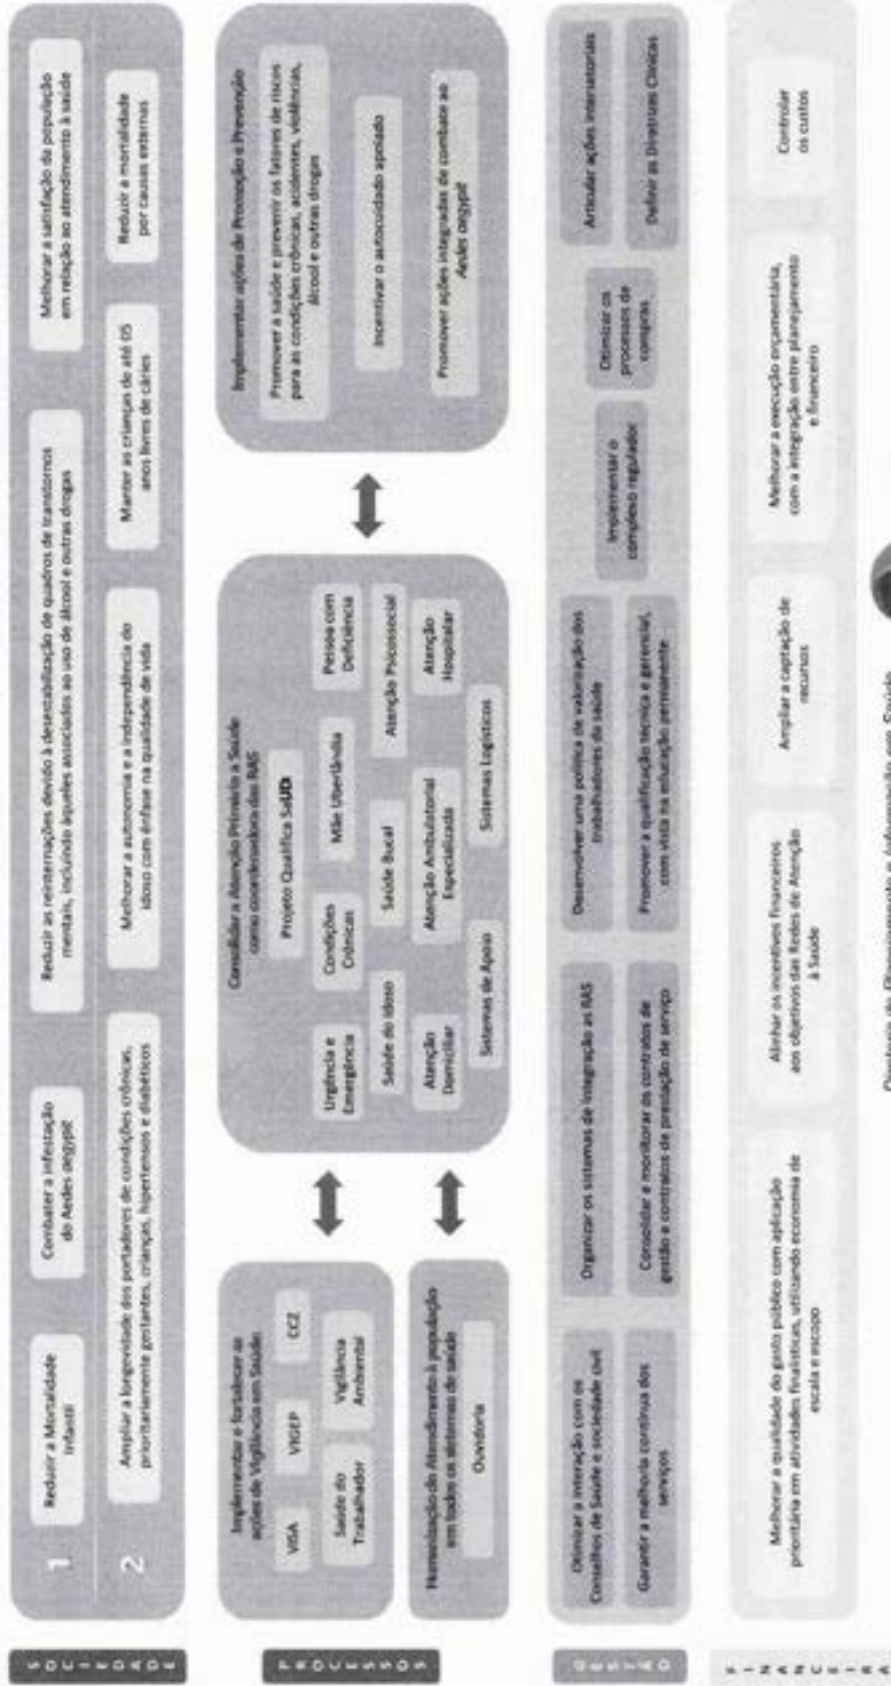 SOCIEDADE
1
Reduzir a Mortalidade
Infantil
Combater a infestação
do Aedes aegypti
Reduzir as reinternações devido à desestabilização de quadros de transtornos
mentais, incluindo aqueles associados ao uso de álcool e outras drogas
Melhorar a satisfação da população
em relação ao atendimento à saúde
2
Ampliar a longevidade dos portadores de condições crônicas,
prioritariamente gestantes, crianças, hipertensos e diabéticos
Melhorar a autonomia e a independência do
idoso com ênfase na qualidade de vida
Manter as crianças de até 05
anos livres de cáries
Reduzir a mortalidade
por causas externas
PROCESSOS
Implementar e fortalecer as
ações de Vigilância em Saúde:
VISA
VIGEP
CCZ
Saúde do
Trabalhador
Vigilância
Ambiental
Humanização do Atendimento à população
em todos os sistemas de saúde
Ouvidoria
Consolidar a Atenção Primária à Saúde
como coordenadora das RAS
Projeto Qualifica SaUDi
Urgência e
Emergência
Condições
Crônicas
Mãe Uberlândia
Pessoa com
Deficiência
Saúde do Idoso
Saúde Bucal
Atenção Psicossocial
Atenção
Domiciliar
Atenção Ambulatorial
Especializada
Atenção
Hospitalar
Sistemas de Apoio
Sistemas Logísticos
Implementar ações de Promoção e Prevenção
Promover a saúde e prevenir os fatores de riscos
para as condições crônicas, acidentes, violências,
álcool e outras drogas
Incentivar o autocuidado apoiado
Promover ações integradas de combate ao
Aedes aegypti
GESTÃO
Otimizar a interação com os
Conselhos de Saúde e sociedade civil
Organizar os sistemas de integração as RAS
Desenvolver uma política de valorização dos
trabalhadores da saúde
Implementar o
complexo regulador
Otimizar os
processos de
compras
Articular ações intersetoriais
Garantir a melhoria contínua dos
serviços
Consolidar e monitorar os contratos de
gestão e contratos de prestação de serviço
Promover a qualificação técnica e gerencial,
com vista na educação permanente
Definir as Diretrizes Clínicas
FINANCEIRA
Melhorar a qualidade do gasto público com aplicação
prioritária em atividades finalísticas, utilizando economia de
escala e escopo
Alinhar os incentivos financeiros
aos objetivos das Redes de Atenção
à Saúde
Ampliar a captação de
recursos
Melhorar a execução orçamentária,
com a integração entre planejamento
e financeiro
Controlar
os custos